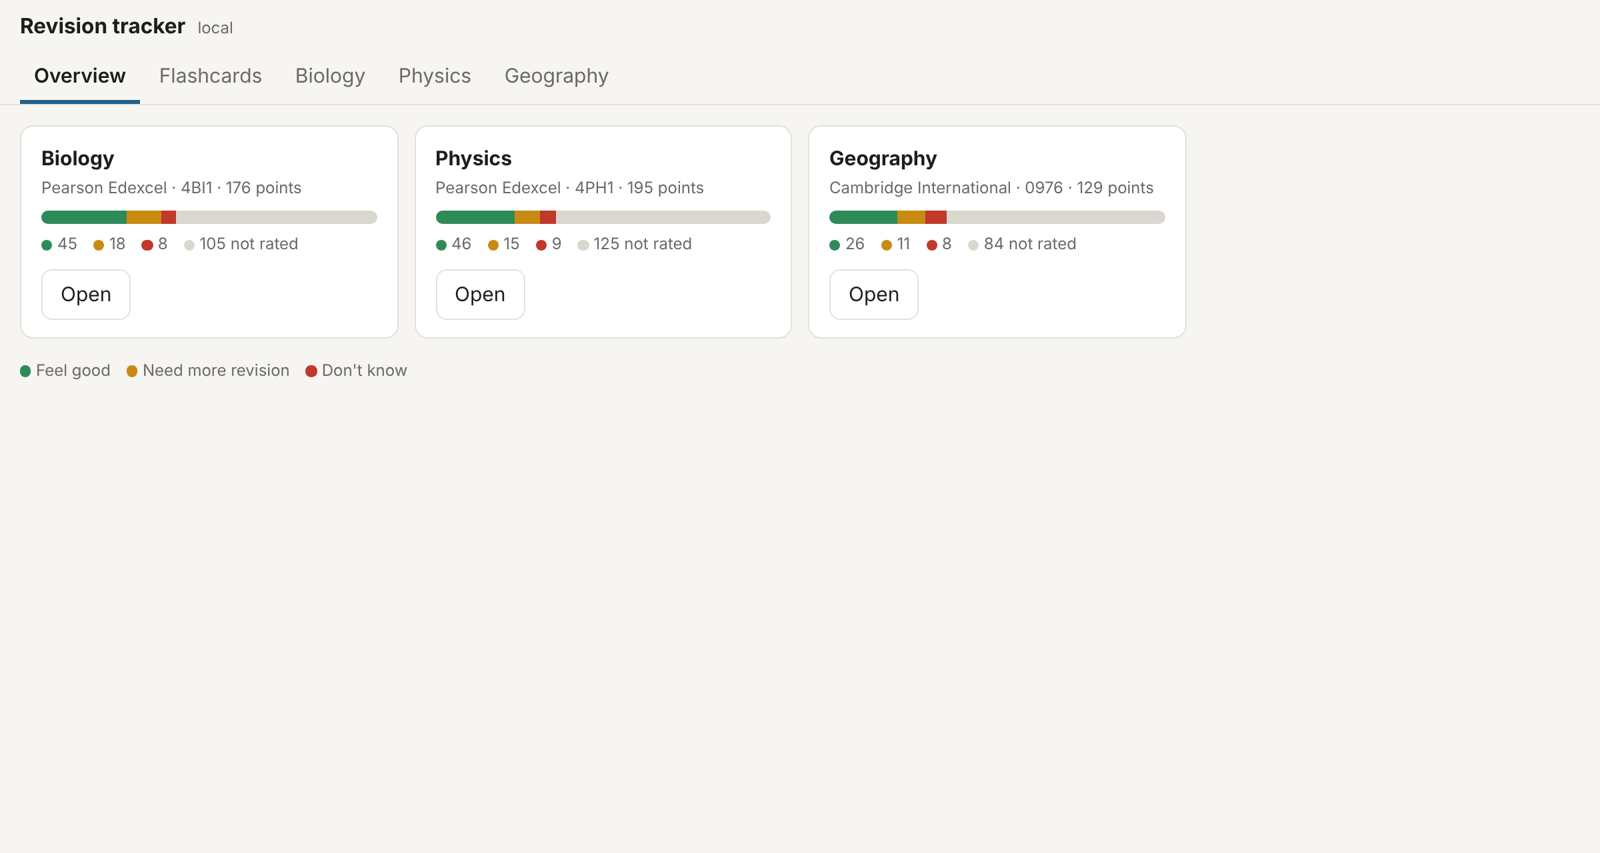 Revision tracker local
Overview Flashcards Biology Physics Geography
Biology
Pearson Edexcel · 4BI1 · 176 points
45 18 8 105 not rated
Open
Physics
Pearson Edexcel · 4PH1 · 195 points
46 15 9 125 not rated
Open
Geography
Cambridge International · 0976 · 129 points
26 11 8 84 not rated
Open
Feel good Need more revision Don't know